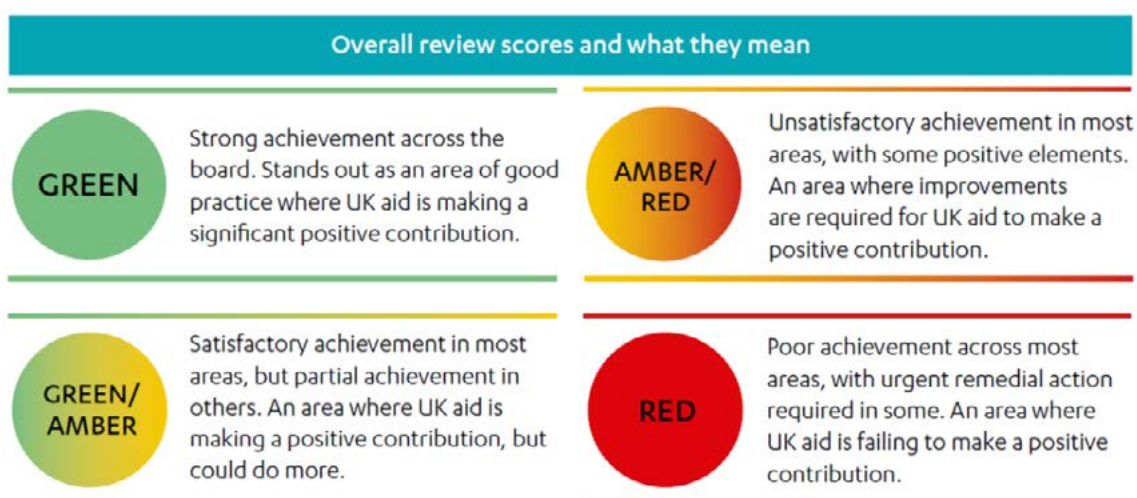 Overall review scores and what they mean
GREEN
Strong achievement across the
board. Stands out as an area of good
practice where UK aid is making a
significant positive contribution.
AMBER/
RED
Unsatisfactory achievement in most
areas, with some positive elements.
An area where improvements
are required for UK aid to make a
positive contribution.
GREEN/
AMBER
Satisfactory achievement in most
areas, but partial achievement in
others. An area where UK aid is
making a positive contribution, but
could do more.
RED
Poor achievement across most
areas, with urgent remedial action
required in some. An area where
UK aid is failing to make a positive
contribution.